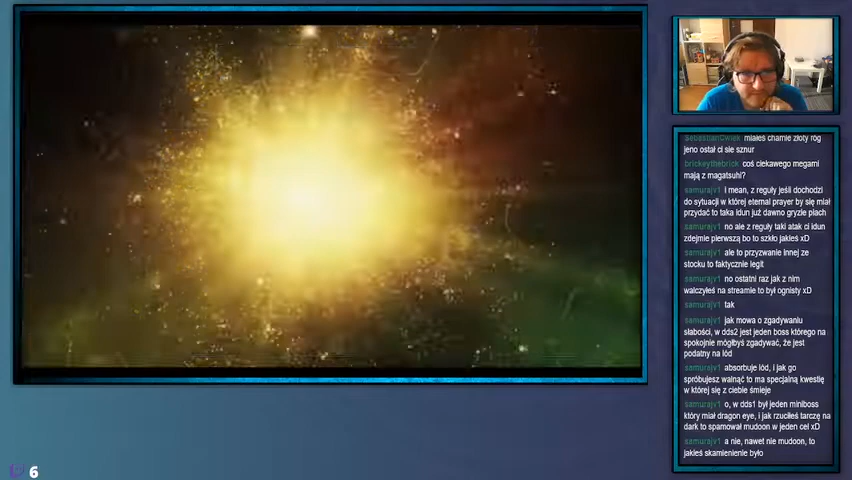 SebastianCwiek miałeś chamie złoty róg
jeno ostał ci sie sznur
brickeythebrick coś ciekawego megami
mają z magatsuhi?
samurajv1 I mean, z reguły jeśli dochodzi
do sytuacji w której eternal prayer by się miał
przydać to taka idun już dawno gryzie piach
samurajv1 no ale z reguły taki atak ci idun
zdejmie pierwszą bo to szkło jakieś xD
samurajv1 ale to przyzwanie innej ze
stocku to faktycznie legit
samurajv1 no ostatni raz jak z nim
walczyłeś na streamie to był ognisty xD
samurajv1 tak
samurajv1 jak mowa o zgadywaniu
słabości, w dds2 jest jeden boss którego na
spokojnie mógłbyś zgadywać, że jest
podatny na lód
samurajv1 absorbuje lód, i jak go
spróbujesz walnąć to ma specjalną kwestię
w której się z ciebie śmieje
samurajv1 o, w dds1 był jeden miniboss
który miał dragon eye, i jak rzuciłeś tarczę na
dark to spamował mudoon w jeden cel xD
samurajv1 a nie, nawet nie mudoon, to
jakieś skamienienie było
6